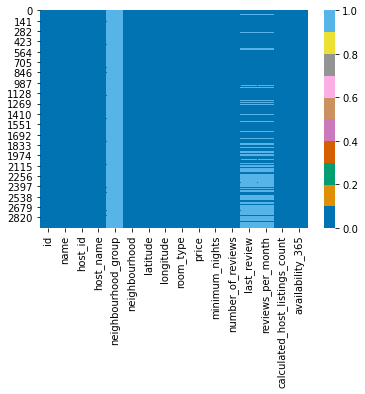 0
141
282
423
564
705
846
987
1128
1269
1410
1551
1692
1833
1974
2115
2256
2397
2538
2679
2820
id
name
host_id
host_name
neighbourhood_group
neighbourhood
latitude
longitude
room_type
price
minimum_nights
number_of_reviews
last_review
reviews_per_month
calculated_host_listings_count
availability_365
1.0
0.8
0.6
0.4
0.2
0.0